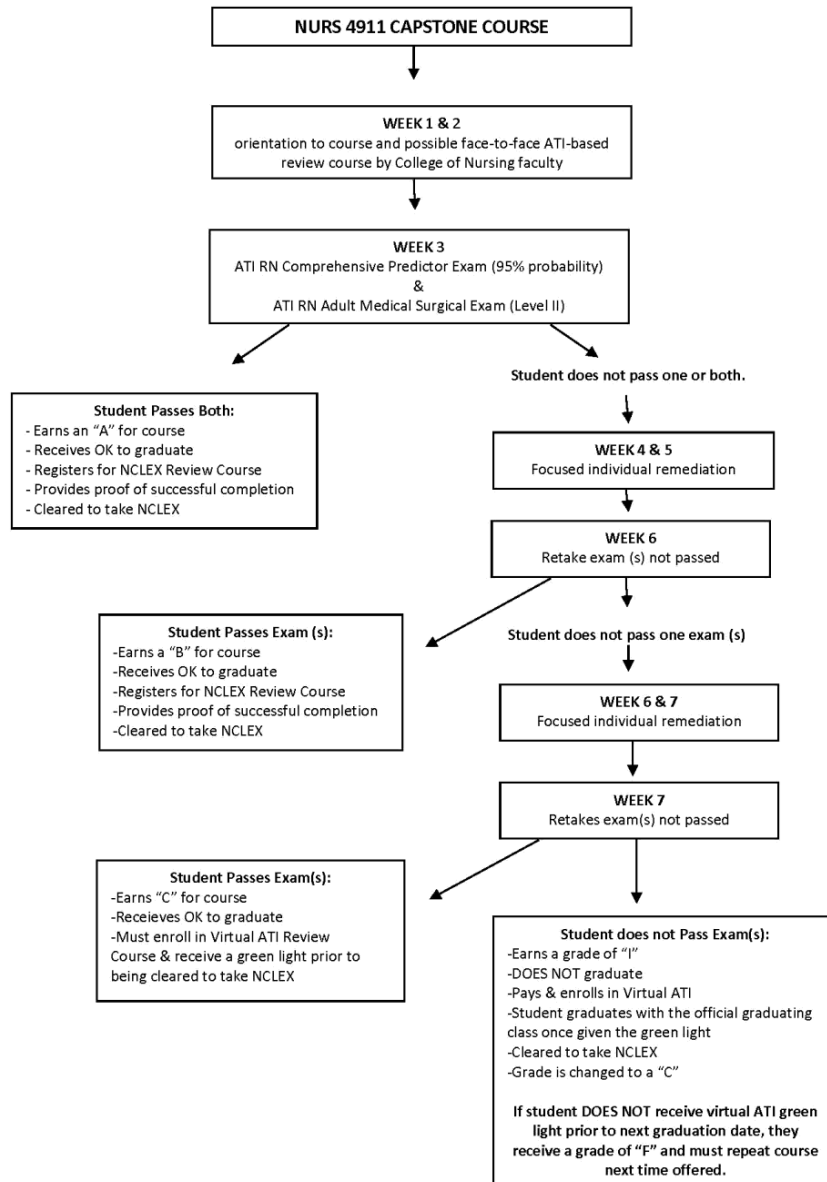 NURS 4911 CAPSTONE COURSE
WEEK 1 & 2
orientation to course and possible face-to-face ATI-based
review course by College of Nursing faculty
WEEK 3
ATI RN Comprehensive Predictor Exam (95% probability)
&
ATI RN Adult Medical Surgical Exam (Level II)
Student does not pass one or both.
Student Passes Both:
- Earns an “A” for course
- Receives OK to graduate
- Registers for NCLEX Review Course
- Provides proof of successful completion
- Cleared to take NCLEX
WEEK 4 & 5
Focused individual remediation
WEEK 6
Retake exam (s) not passed
Student Passes Exam (s):
-Earns a “B” for course
-Receives OK to graduate
-Registers for NCLEX Review Course
-Provides proof of successful completion
-Cleared to take NCLEX
Student does not pass one exam (s)
WEEK 6 & 7
Focused individual remediation
WEEK 7
Retakes exam(s) not passed
Student Passes Exam(s):
-Earns “C” for course
-Receieves OK to graduate
-Must enroll in Virtual ATI Review
Course & receive a green light prior to
being cleared to take NCLEX
Student does not Pass Exam(s):
-Earns a grade of “I”
-DOES NOT graduate
-Pays & enrolls in Virtual ATI
-Student graduates with the official graduating
class once given the green light
-Cleared to take NCLEX
-Grade is changed to a “C”
If student DOES NOT receive virtual ATI green
light prior to next graduation date, they
receive a grade of “F” and must repeat course
next time offered.